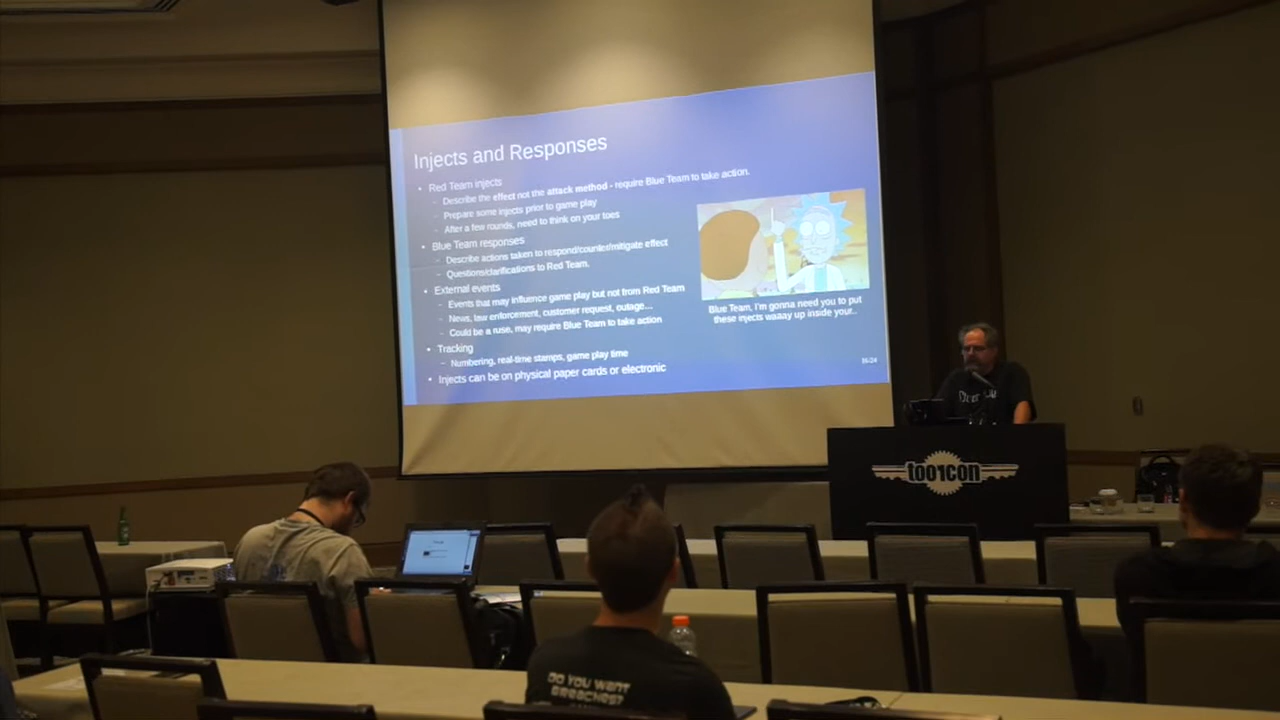 Injects and Responses
• Red Team injects
– Describe the effect not the attack method - require Blue Team to take action.
– Prepare some injects prior to game play
– After a few rounds, need to think on your toes
• Blue Team responses
– Describe actions taken to respond/counter/mitigate effect
– Questions/clarifications to Red Team.
• External events
– Events that may influence game play but not from Red Team
– News, law enforcement, customer request, outage...
– Could be a ruse, may require Blue Team to take action
• Tracking
– Numbering, real-time stamps, game play time
• Injects can be on physical paper cards or electronic
Blue Team, I'm gonna need you to put
these injects waaay up inside your..
too1con
DO YOU WANT
BREACHES?